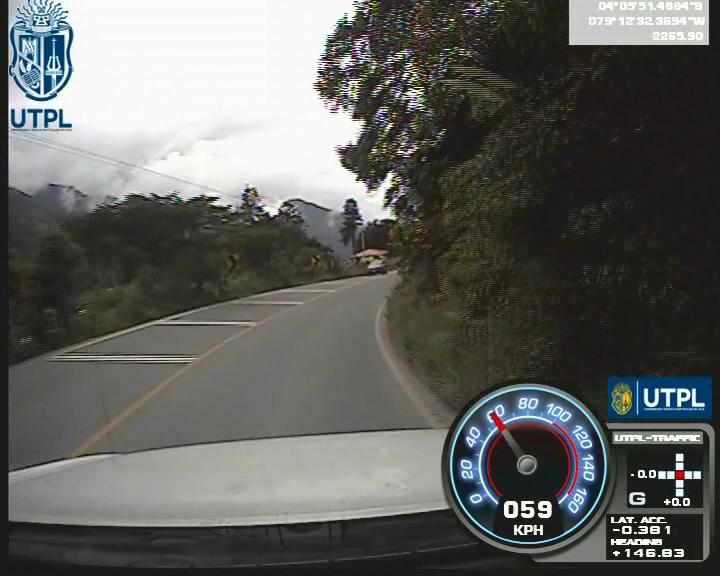 UTPL
04°05'51.4884"S
079°12'32.3694"W
2265.90
20
40
60
80
100
120
140
160
0
059
KPH
UTPL
UTPL-TRAFFIC
-0.0
G
+0.0
LAT. ACC.
-0.381
HEADING
+146.83